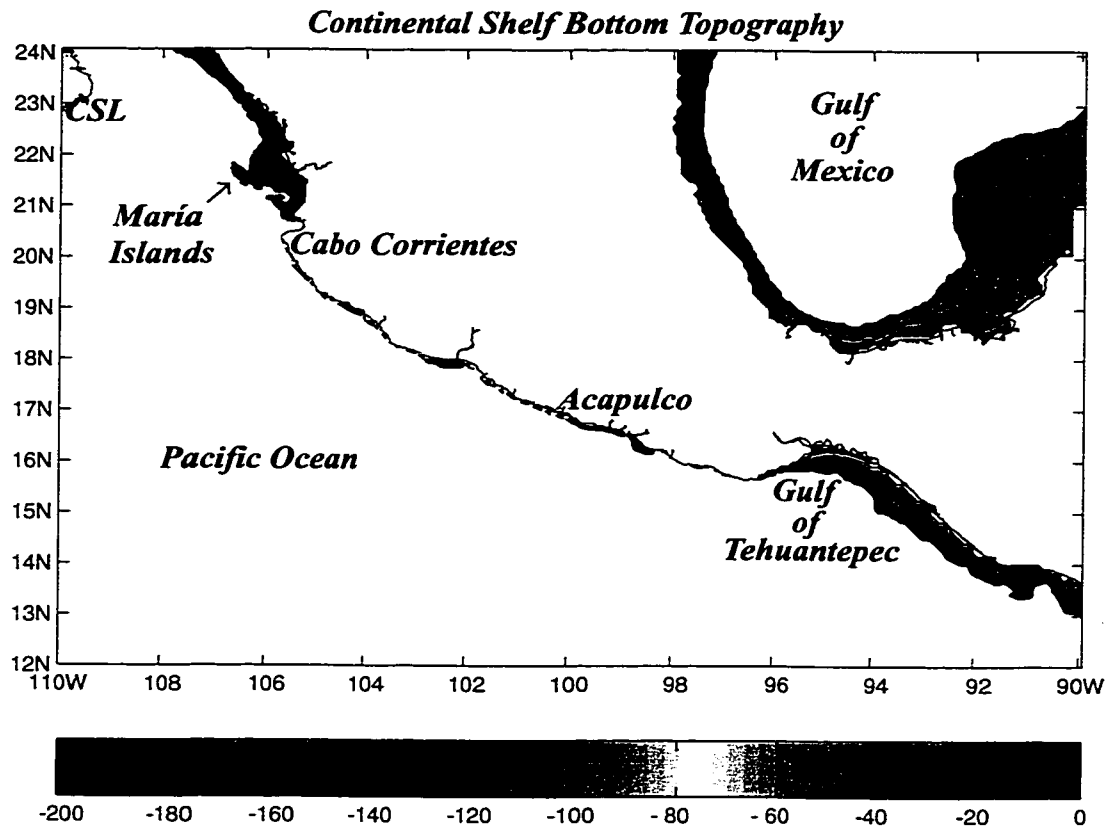 Continental Shelf Bottom Topography
24N
23N
22N
21N
20N
19N
18N
17N
16N
15N
14N
13N
12N
CSL
Gulf
of
Mexico
María
Islands
Cabo Corrientes
Acapulco
Pacific Ocean
Gulf
of
Tehuantepec
110W 108 106 104 102 100 98 96 94 92 90W
-200 -180 -160 -140 -120 -100 -80 -60 -40 -20 0